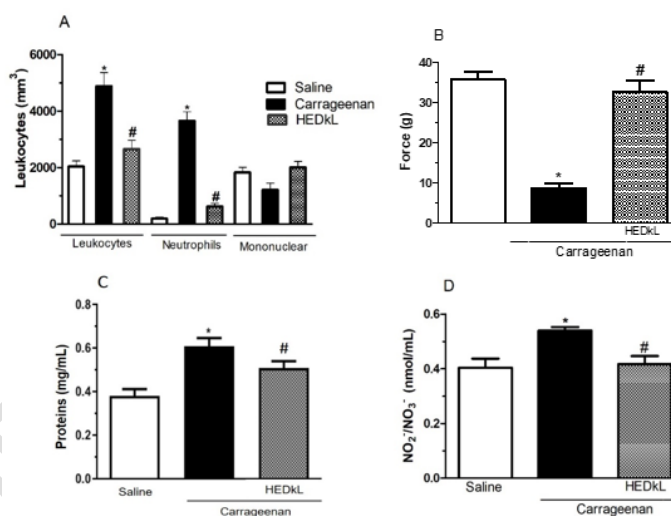 A
Leukocytes (mm³)
6000
4000
2000
0
*
#
*
#
Saline
Carrageenan
HEDkL
Leukocytes
Neutrophils
Mononuclear
B
Force (g)
40
30
20
10
0
*
#
HEDkL
Carrageenan
C
Proteins (mg/mL)
0.8
0.6
0.4
0.2
0.0
*
#
Saline
HEDkL
Carrageenan
D
NO₂⁻/NO₃⁻ (nmol/mL)
0.6
0.4
0.2
0.0
*
#
Saline
HEDkL
Carrageenan